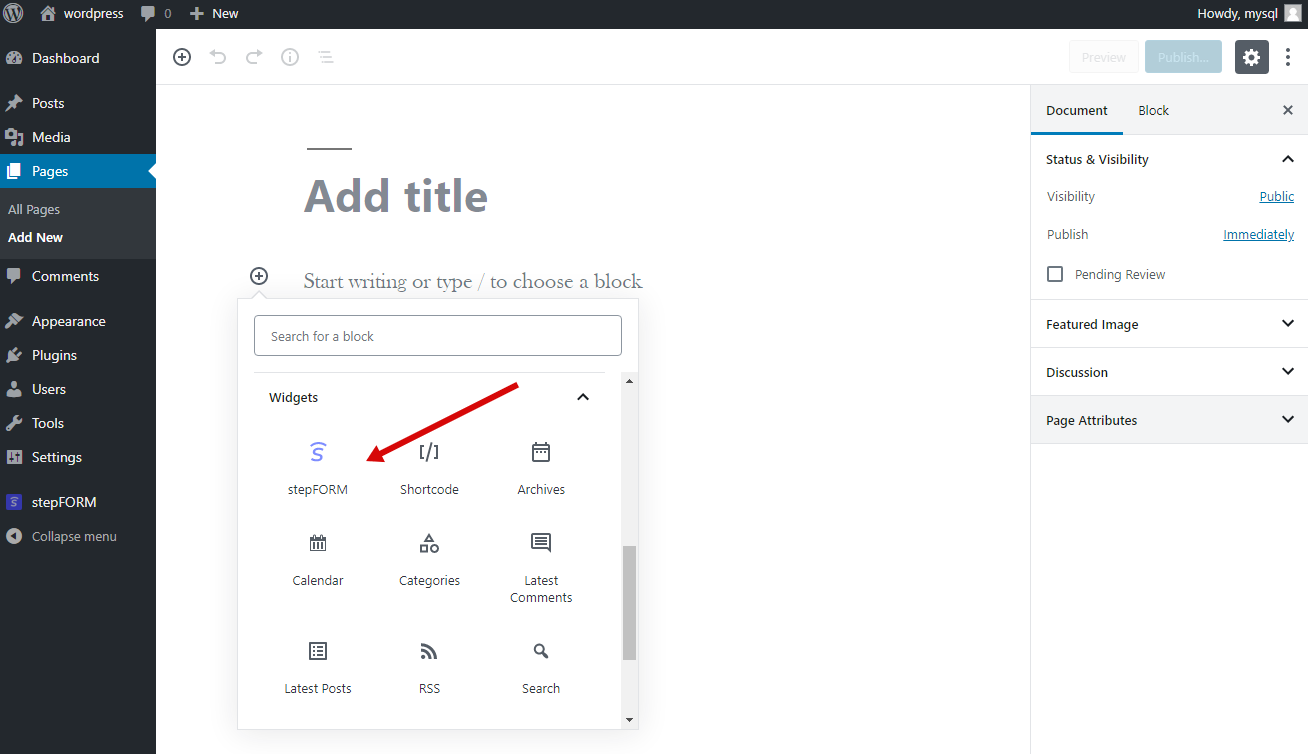 wordpress 0 New Howdy, mysql
Dashboard
Posts
Media
Pages
All Pages
Add New
Comments
Appearance
Plugins
Users
Tools
Settings
stepFORM
Collapse menu
Preview Publish...
Add title
Start writing or type / to choose a block
Search for a block
Widgets
stepFORM Shortcode Archives
Calendar Categories Latest
Comments
Latest Posts RSS Search
Document Block
Status & Visibility
Visibility Public
Publish Immediately
Pending Review
Featured Image
Discussion
Page Attributes